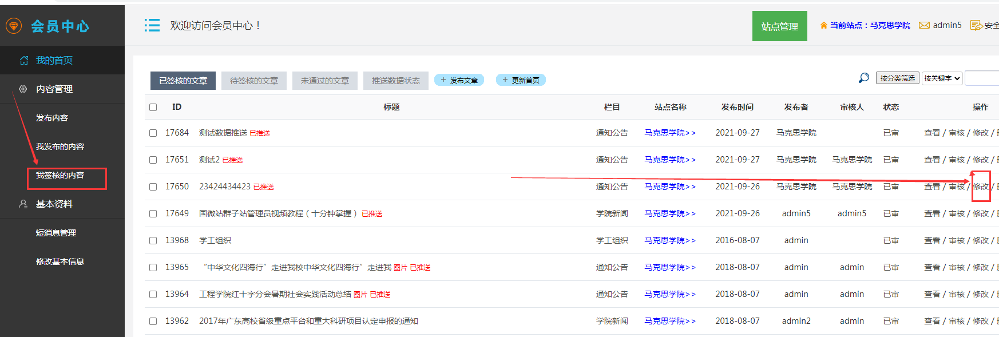 会员中心
欢迎访问会员中心！
站点管理
当前站点：马克思学院
admin5
安全
我的首页
内容管理
发布内容
我发布的内容
我签核的内容
基本资料
短消息管理
修改基本信息
已签核的文章 待签核的文章 未通过的文章 推送数据状态 + 发布文章 + 更新首页 按分类筛选 按关键字
ID 标题 栏目 站点名称 发布时间 发布者 审核人 状态 操作
17684 测试数据推送 已推送 通知公告 马克思学院>> 2021-09-27 马克思学院 已审 查看 / 审核 / 修改 /
17651 测试2 已推送 通知公告 马克思学院>> 2021-09-27 马克思学院 马克思学院 已审 查看 / 审核 / 修改 /
17650 23424434423 已推送 通知公告 马克思学院>> 2021-09-26 马克思学院 马克思学院 已审 查看 / 审核 / 修改 /
17649 国微站群子站管理员视频教程（十分钟掌握） 已推送 学院新闻 马克思学院>> 2021-09-26 admin5 admin5 已审 查看 / 审核 / 修改 /
13968 学工组织 学工组织 马克思学院>> 2016-08-07 admin 已审 查看 / 审核 / 修改 /
13965 “中华文化四海行”走进我校中华文化四海行”走进我 图片 已推送 通知公告 马克思学院>> 2018-08-07 admin admin 已审 查看 / 审核 / 修改 /
13964 工程学院红十字分会暑期社会实践活动总结 图片 已推送 通知公告 马克思学院>> 2018-08-07 admin admin 已审 查看 / 审核 / 修改 /
13962 2017年广东高校省级重点平台和重大科研项目认定申报的通知 学院新闻 马克思学院>> 2018-08-07 admin2 admin 已审 查看 / 审核 / 修改 /